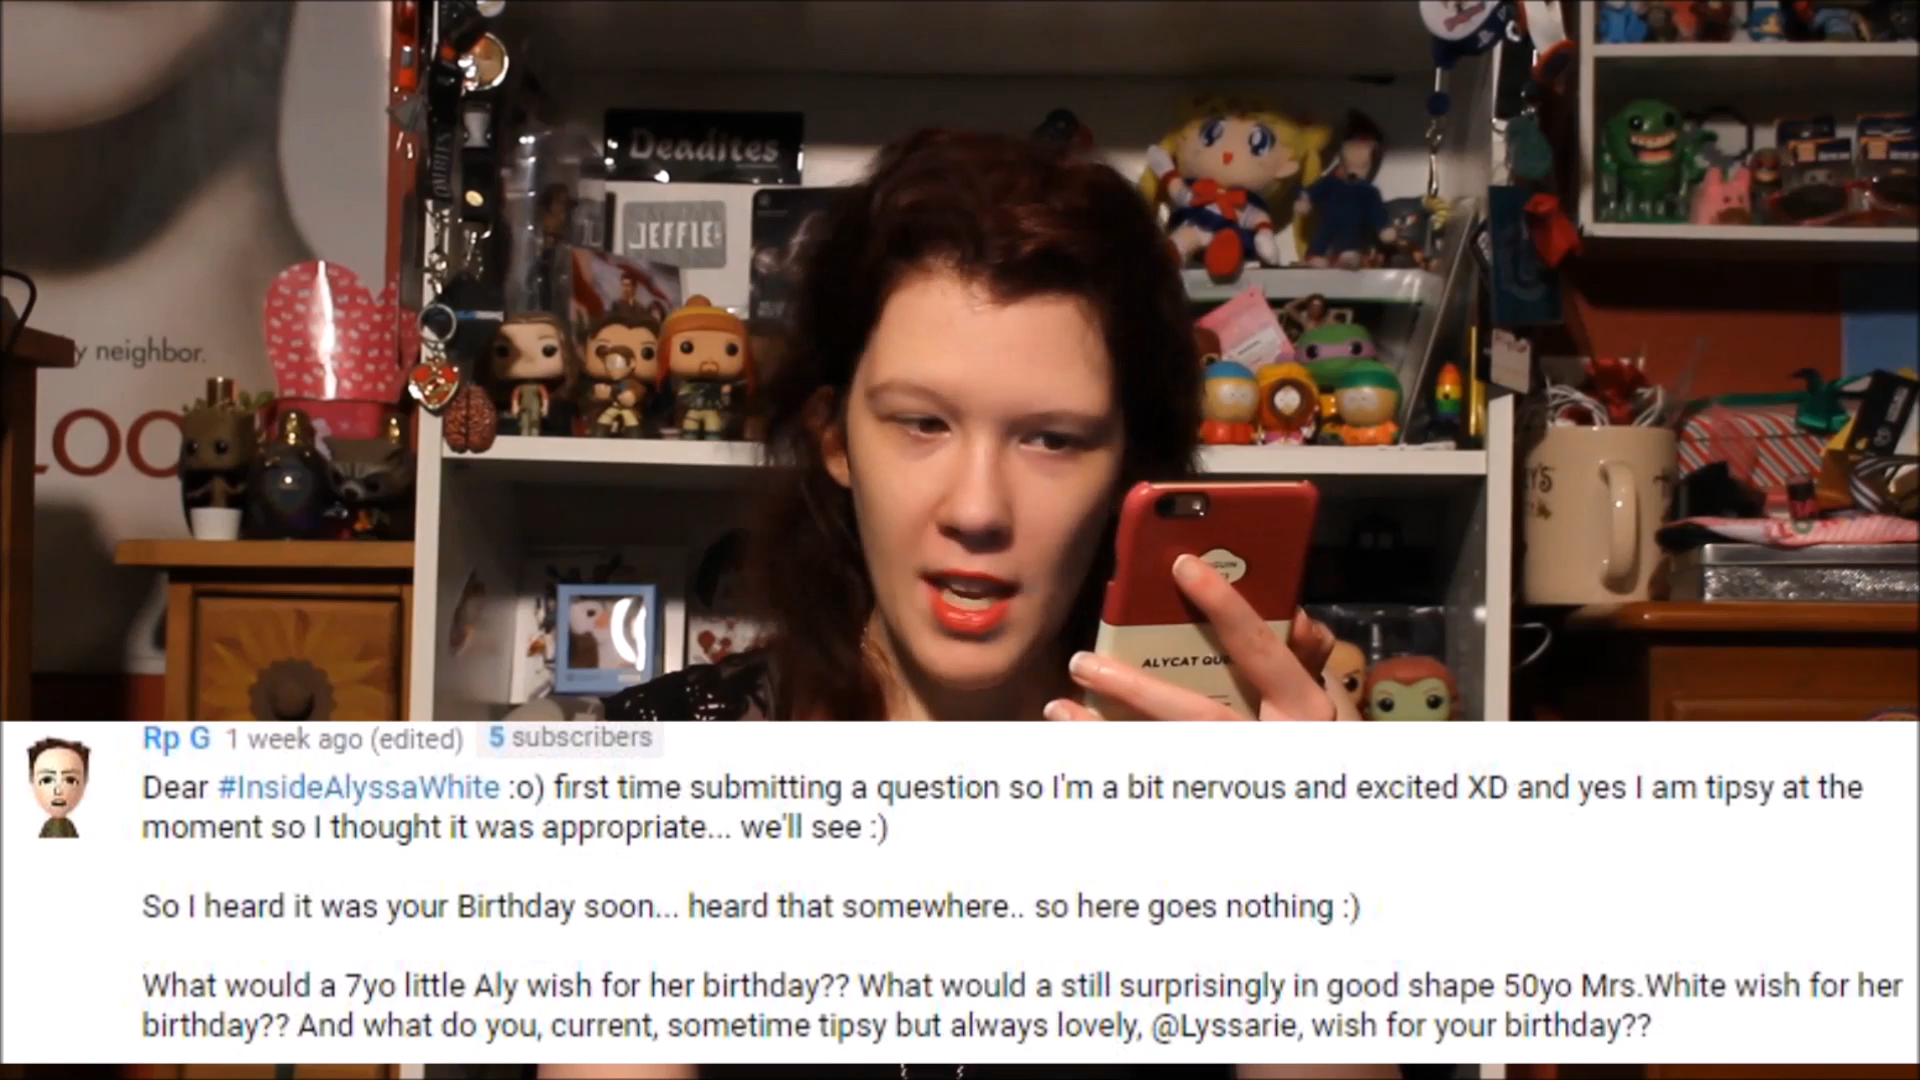 Deadites
JEFFIE
y neighbor.
LOO
ALYCAT QUE
Rp G 1 week ago (edited) 5 subscribers
Dear #InsideAlyssaWhite :o) first time submitting a question so I'm a bit nervous and excited XD and yes I am tipsy at the
moment so I thought it was appropriate... we'll see :)
So I heard it was your Birthday soon... heard that somewhere.. so here goes nothing :)
What would a 7yo little Aly wish for her birthday?? What would a still surprisingly in good shape 50yo Mrs.White wish for her
birthday?? And what do you, current, sometime tipsy but always lovely, @Lyssarie, wish for your birthday??